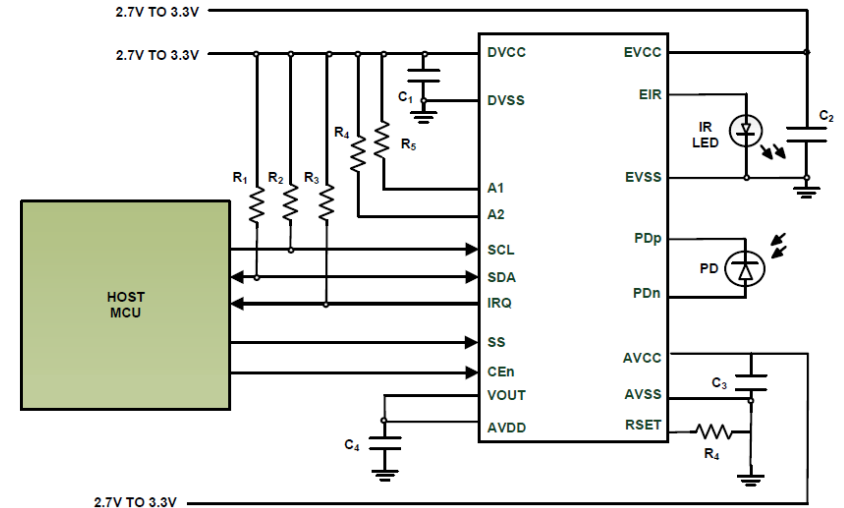 2.7V TO 3.3V
2.7V TO 3.3V
DVCC
EVCC
C1
DVSS
EIR
C2
R4
R5
IR
LED
R1
R2
R3
A1
EVSS
A2
SCL
PDp
SDA
PD
HOST
MCU
IRQ
PDn
SS
CEn
AVCC
VOUT
C3
AVSS
AVDD
RSET
C4
R4
2.7V TO 3.3V